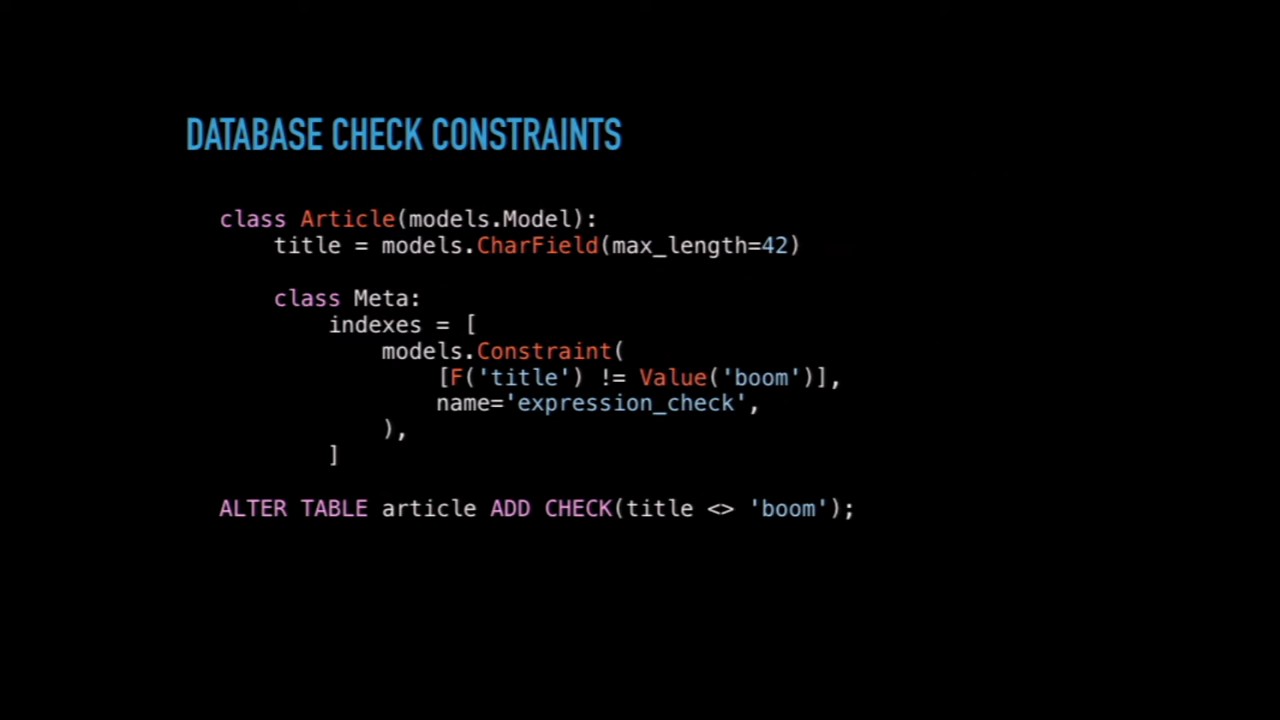 DATABASE CHECK CONSTRAINTS
class Article(models.Model):
    title = models.CharField(max_length=42)
    class Meta:
        indexes = [
            models.Constraint(
                [F('title') != Value('boom')],
                name='expression_check',
            ),
        ]
ALTER TABLE article ADD CHECK(title <> 'boom');